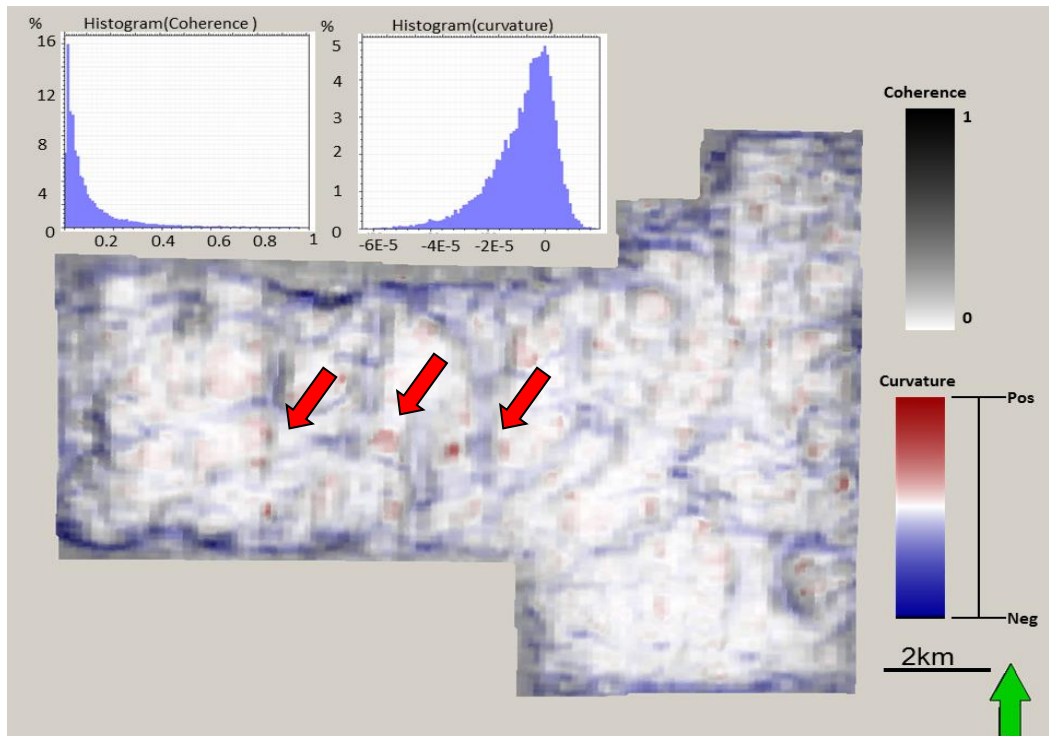 % Histogram(Coherence )
16
12
8
4
0
0.2 0.4 0.6 0.8 1
% Histogram(curvature)
5
4
3
2
1
0
-6E-5 -4E-5 -2E-5 0
Coherence
1
0
Curvature
Pos
Neg
2km